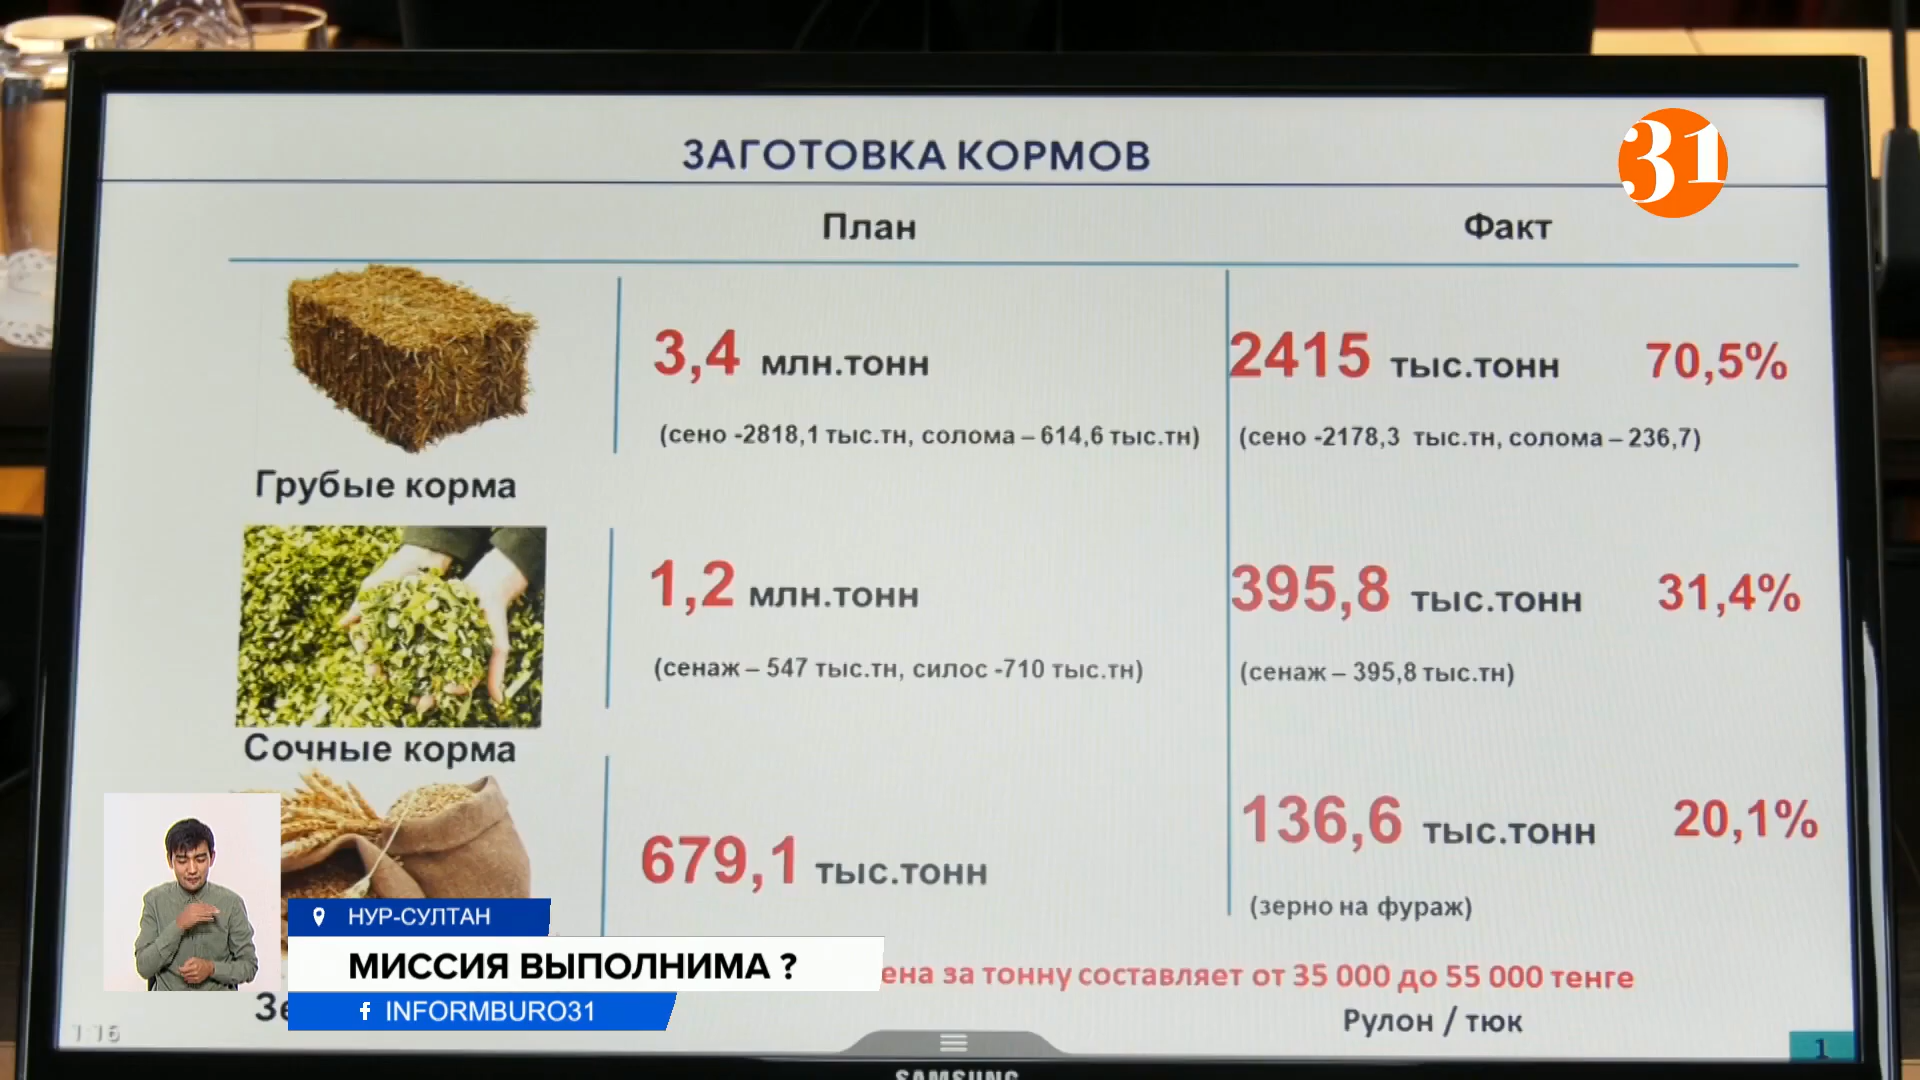 ЗАГОТОВКА КОРМОВ
31
План
Факт
3,4 млн.тонн
2415 тыс.тонн 70,5%
(сено -2818,1 тыс.тн, солома – 614,6 тыс.тн)
(сено -2178,3 тыс.тн, солома – 236,7)
Грубые корма
1,2 млн.тонн
395,8 тыс.тонн 31,4%
(сенаж – 547 тыс.тн, силос -710 тыс.тн)
(сенаж – 395,8 тыс.тн)
Сочные корма
679,1 тыс.тонн
136,6 тыс.тонн 20,1%
(зерно на фураж)
НУР-СУЛТАН
МИССИЯ ВЫПОЛНИМА ?
за тонну составляет от 35 000 до 55 000 тенге
INFORMBURO31
Рулон / тюк
1:16
1
SAMSUNG